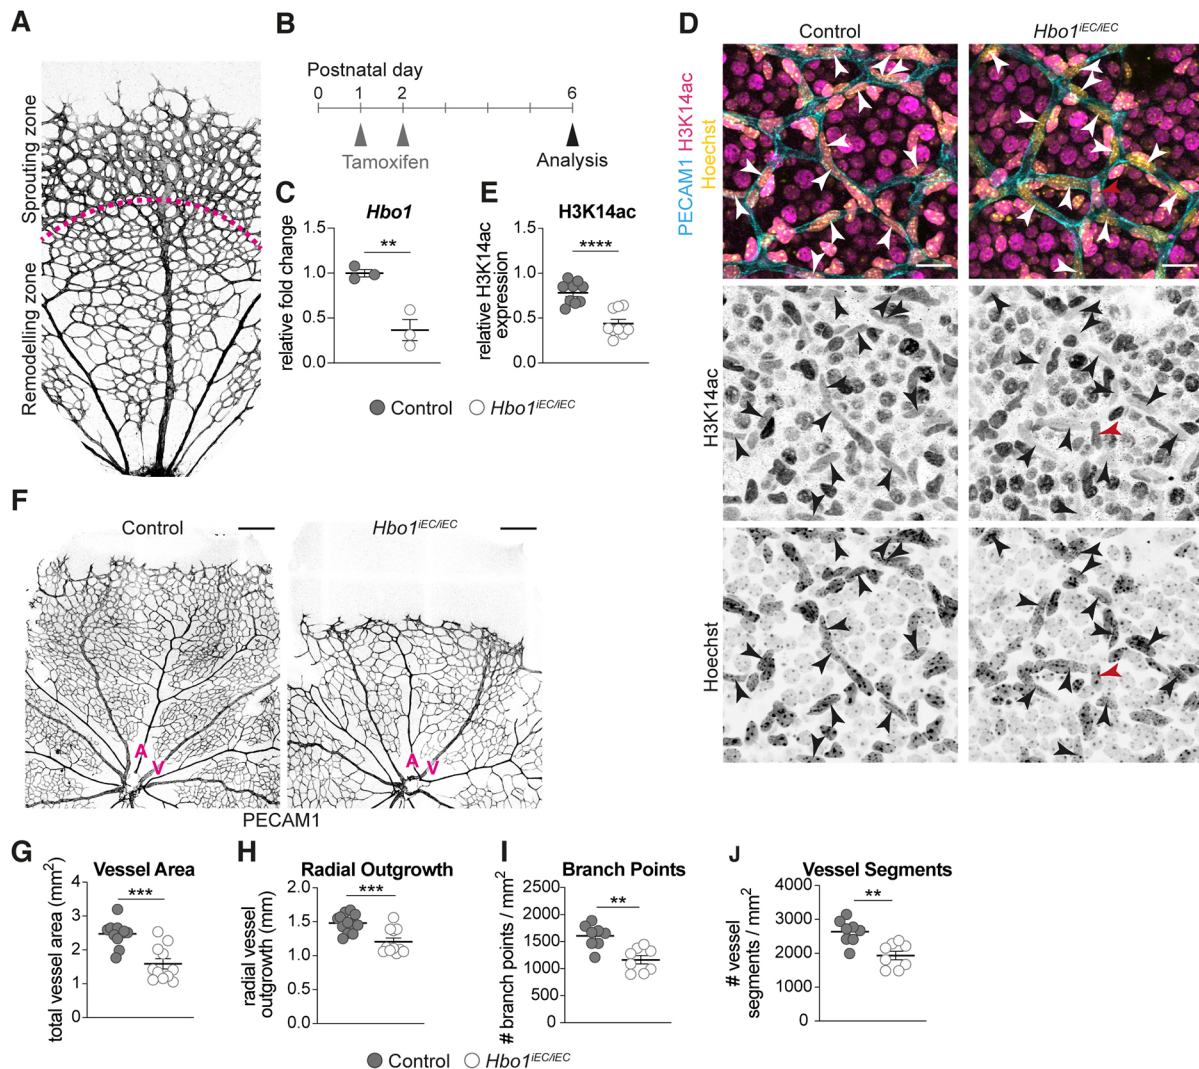 A
Sprouting zone
Remodelling zone
B
Postnatal day
0 1 2 6
Tamoxifen
Analysis
C
Hbo1
relative fold change
1.5
1.0
0.5
0.0
**
E
H3K14ac
relative H3K14ac
expression
1.5
1.0
0.5
0.0
****
Control Hbo1iEC/iEC
D
Control
Hbo1iEC/iEC
PECAM1 H3K14ac
Hoechst
H3K14ac
Hoechst
F
Control
Hbo1iEC/iEC
A
V
A
V
PECAM1
G
Vessel Area
total vessel area (mm2)
4
3
2
1
0
***
H
Radial Outgrowth
radial vessel
outgrowth (mm)
2.0
1.5
1.0
0.5
0.0
***
I
Branch Points
# branch points / mm2
2500
2000
1500
1000
500
0
**
J
Vessel Segments
# vessel
segments / mm2
4000
3000
2000
1000
0
**
Control Hbo1iEC/iEC